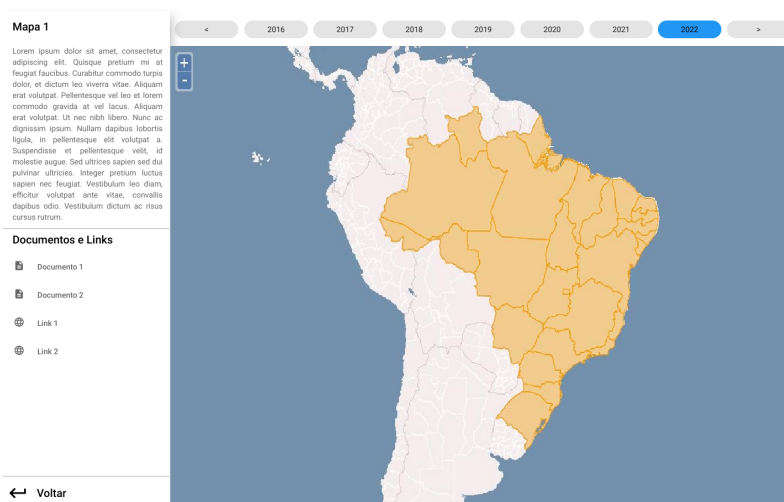 Mapa 1
Lorem ipsum dolor sit amet, consectetur
adipiscing elit. Quisque pretium mi at
feugiat faucibus. Curabitur commodo turpis
dolor, et dictum leo viverra vitae. Aliquam
erat volutpat. Pellentesque vel leo et lorem
commodo gravida at vel lacus. Aliquam
erat volutpat. Ut nec nibh libero. Nunc ac
dignissim ipsum. Nullam dapibus lobortis
ligula, in pellentesque elit volutpat a.
Suspendisse et pellentesque velit, id
molestie augue. Sed ultrices sapien sed dui
pulvinar ultricies. Integer pretium luctus
sapien nec feugiat. Vestibulum leo diam,
efficitur volutpat ante vitae, convallis
dapibus odio. Vestibulum dictum ac risus
cursus rutrum.
Documentos e Links
Documento 1
Documento 2
Link 1
Link 2
Voltar
< 2016 2017 2018 2019 2020 2021 2022 >
+
-